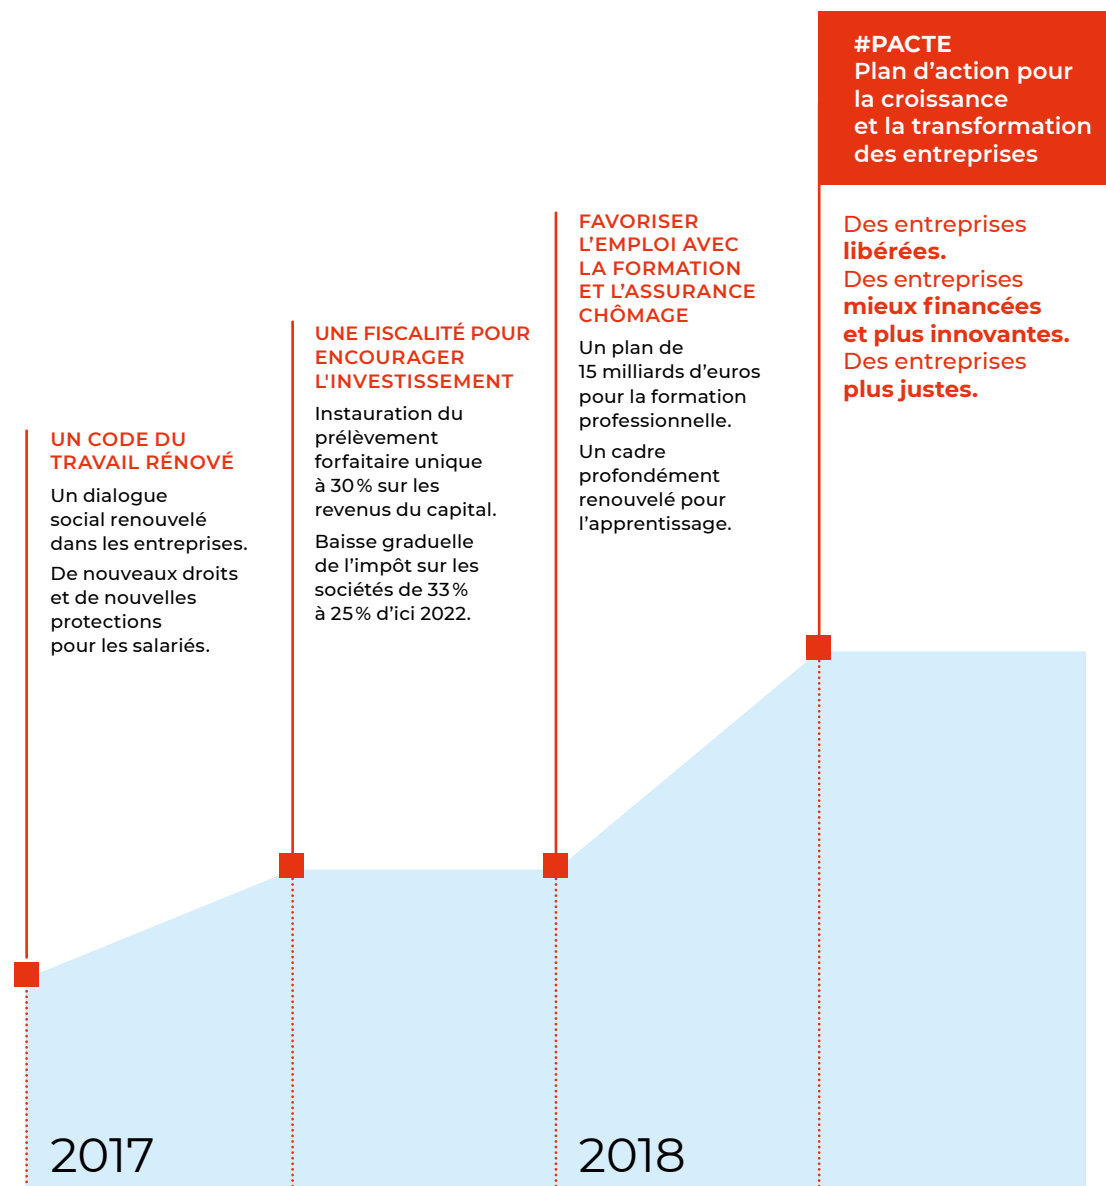 #PACTE
Plan d’action pour
la croissance
et la transformation
des entreprises
Des entreprises
libérées.
Des entreprises
mieux financées
et plus innovantes.
Des entreprises
plus justes.
FAVORISER
L’EMPLOI AVEC
LA FORMATION
ET L’ASSURANCE
CHÔMAGE
Un plan de
15 milliards d’euros
pour la formation
professionnelle.
Un cadre
profondément
renouvelé pour
l’apprentissage.
UNE FISCALITÉ POUR
ENCOURAGER
L'INVESTISSEMENT
Instauration du
prélèvement
forfaitaire unique
à 30 % sur les
revenus du capital.
Baisse graduelle
de l’impôt sur les
sociétés de 33 %
à 25 % d’ici 2022.
UN CODE DU
TRAVAIL RÉNOVÉ
Un dialogue
social renouvelé
dans les entreprises.
De nouveaux droits
et de nouvelles
protections
pour les salariés.
2017
2018